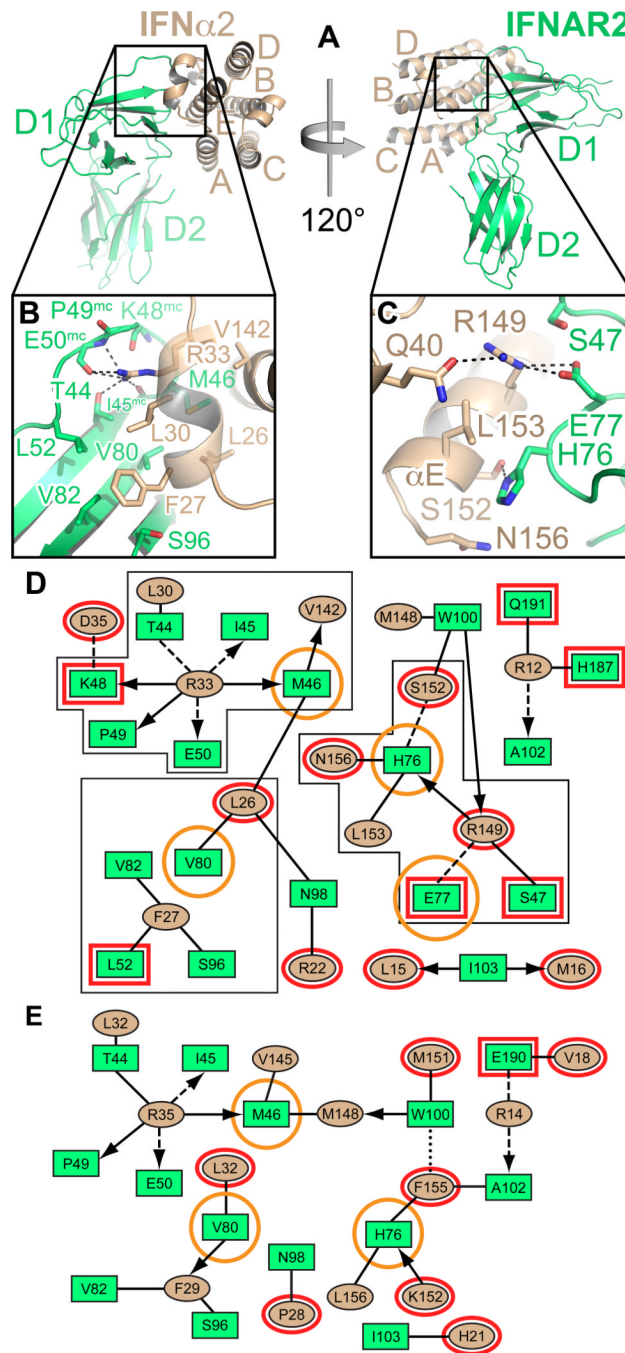 IFNα2
A
IFNAR2
D
B
E
D1
A
C
D2
120°
D
B
C
A
D1
D2
B
P49mc
K48mc
E50mc
V142
R33
T44
I45mc
M46
L52
L30
V80
L26
V82
F27
S96
C
R149
S47
Q40
L153
E77
H76
αE
S152
N156
D
L30
V142
D35
T44
I45
M148
W100
Q191
K48
R33
M46
S152
R12
H187
P49
E50
N156
H76
A102
L26
L153
R149
V82
V80
F27
N98
E77
S47
L52
S96
R22
L15
I103
M16
E
L32
T44
I45
V145
M151
E190
V18
R35
M46
M148
W100
R14
P49
E50
L32
F155
A102
V80
H76
V82
F29
N98
L156
K152
S96
P28
I103
H21